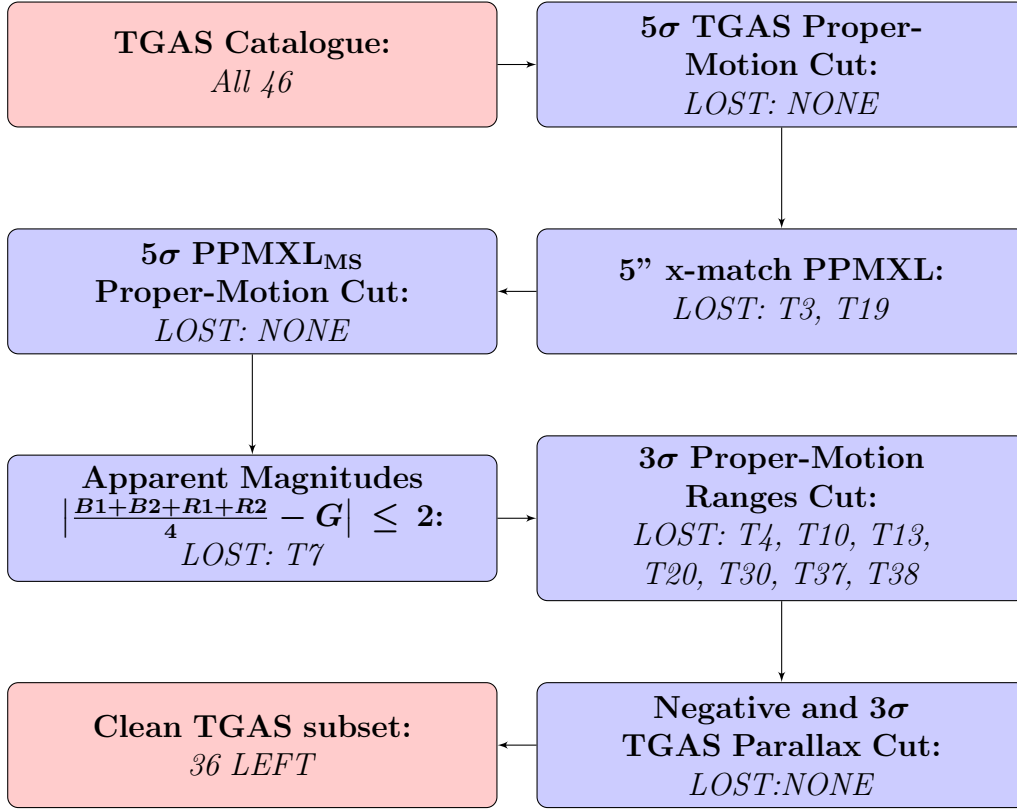 TGAS Catalogue:
All 46
5σ TGAS Proper-
Motion Cut:
LOST: NONE
5” x-match PPMXL:
LOST: T3, T19
5σ PPMXL_MS
Proper-Motion Cut:
LOST: NONE
Apparent Magnitudes
|B1+B2+R1+R2/4 − G| ≤ 2:
LOST: T7
3σ Proper-Motion
Ranges Cut:
LOST: T4, T10, T13,
T20, T30, T37, T38
Negative and 3σ
TGAS Parallax Cut:
LOST:NONE
Clean TGAS subset:
36 LEFT